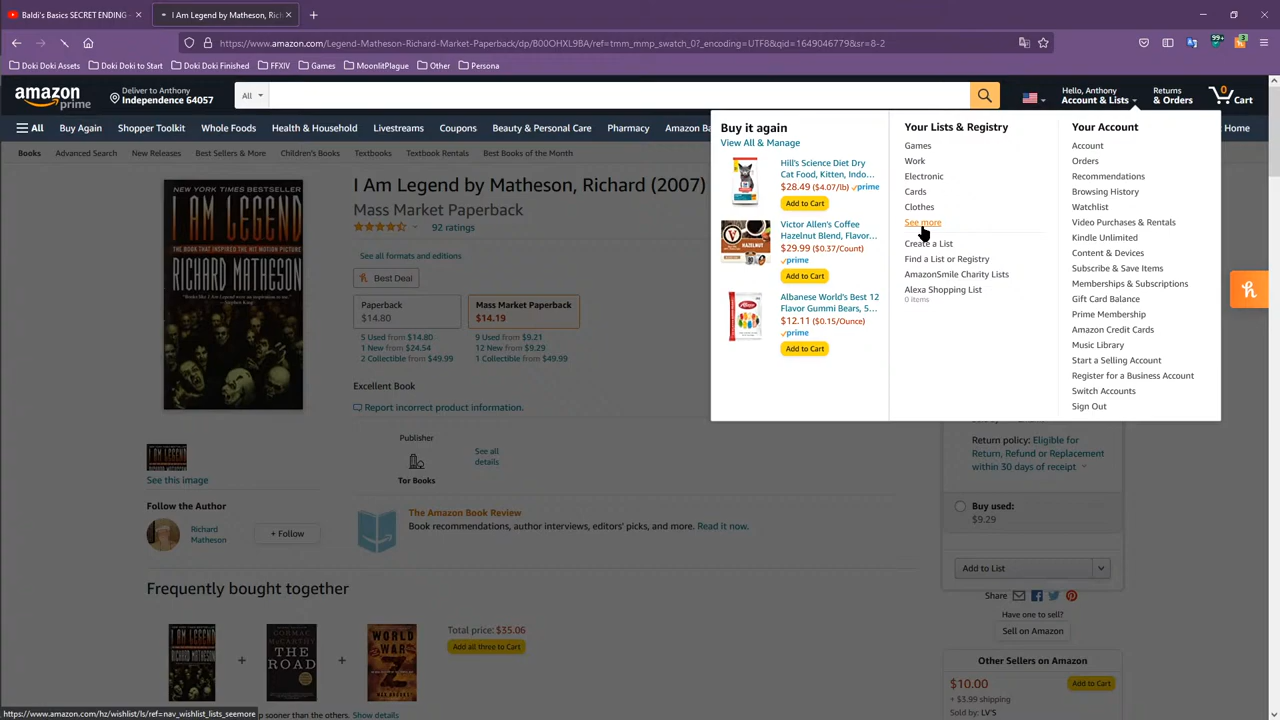 Baldi's Basics SECRET ENDING -
I Am Legend by Matheson, Rich
https://www.amazon.com/Legend-Matheson-Richard-Market-Paperback/dp/B00OHXL9BA/ref=tmm_mmp_swatch_0?_encoding=UTF8&qid=1649046779&sr=8-2
99+
3
Doki Doki Assets
Doki Doki to Start
Doki Doki Finished
FFXIV
Games
MoonlitPlague
Other
Persona
amazon
prime
Deliver to Anthony
Independence 64057
All
Hello, Anthony
Account & Lists
Returns
& Orders
0
Cart
All
Buy Again
Shopper Toolkit
Whole Foods
Health & Household
Livestreams
Coupons
Beauty & Personal Care
Pharmacy
Amazon Ba
Home
Books
Advanced Search
New Releases
Best Sellers & More
Children's Books
Textbooks
Textbook Rentals
Best Books of the Month
NEW YORK TIMES BESTSELLER
I AM LEGEND
THE BOOK THAT INSPIRED THE HIT MOTION PICTURE
RICHARD
MATHESON
I Am Legend by Matheson, Richard (2007)
Mass Market Paperback
92 ratings
See all formats and editions
Best Deal
Paperback
$14.80
Mass Market Paperback
$14.19
5 Used from $14.80
1 New from $24.54
2 Collectible from $49.99
9 Used from $9.21
12 New from $9.29
1 Collectible from $49.99
Excellent Book
Report incorrect product information.
See this image
Publisher
Tor Books
See all
details
Follow the Author
Richard
Matheson
+ Follow
The Amazon Book Review
Book recommendations, author interviews, editors' picks, and more. Read it now.
Frequently bought together
+
+
THE
ROAD
WORLD
WAR
Total price: $35.06
Add all three to Cart
sooner than the others. Show details
https://www.amazon.com/hz/wishlist/ls/ref=nav_wishlist_lists_seemore
Buy it again
View All & Manage
Hill's Science Diet Dry
Cat Food, Kitten, Indo...
$28.49 ($4.07/lb) prime
Add to Cart
Victor Allen's Coffee
Hazelnut Blend, Flavor...
$29.99 ($0.37/Count)
prime
Add to Cart
Albanese World's Best 12
Flavor Gummi Bears, 5...
$12.11 ($0.15/Ounce)
prime
Add to Cart
Your Lists & Registry
Games
Work
Electronic
Cards
Clothes
See more
Create a List
Find a List or Registry
AmazonSmile Charity Lists
Alexa Shopping List
0 items
Your Account
Account
Orders
Recommendations
Browsing History
Watchlist
Video Purchases & Rentals
Kindle Unlimited
Content & Devices
Subscribe & Save Items
Memberships & Subscriptions
Gift Card Balance
Prime Membership
Amazon Credit Cards
Music Library
Start a Selling Account
Register for a Business Account
Switch Accounts
Sign Out
Return policy: Eligible for
Return, Refund or Replacement
within 30 days of receipt
Buy used:
$9.29
Add to List
Share
Have one to sell?
Sell on Amazon
Other Sellers on Amazon
$10.00
Add to Cart
+ $3.99 shipping
Sold by: LV'S